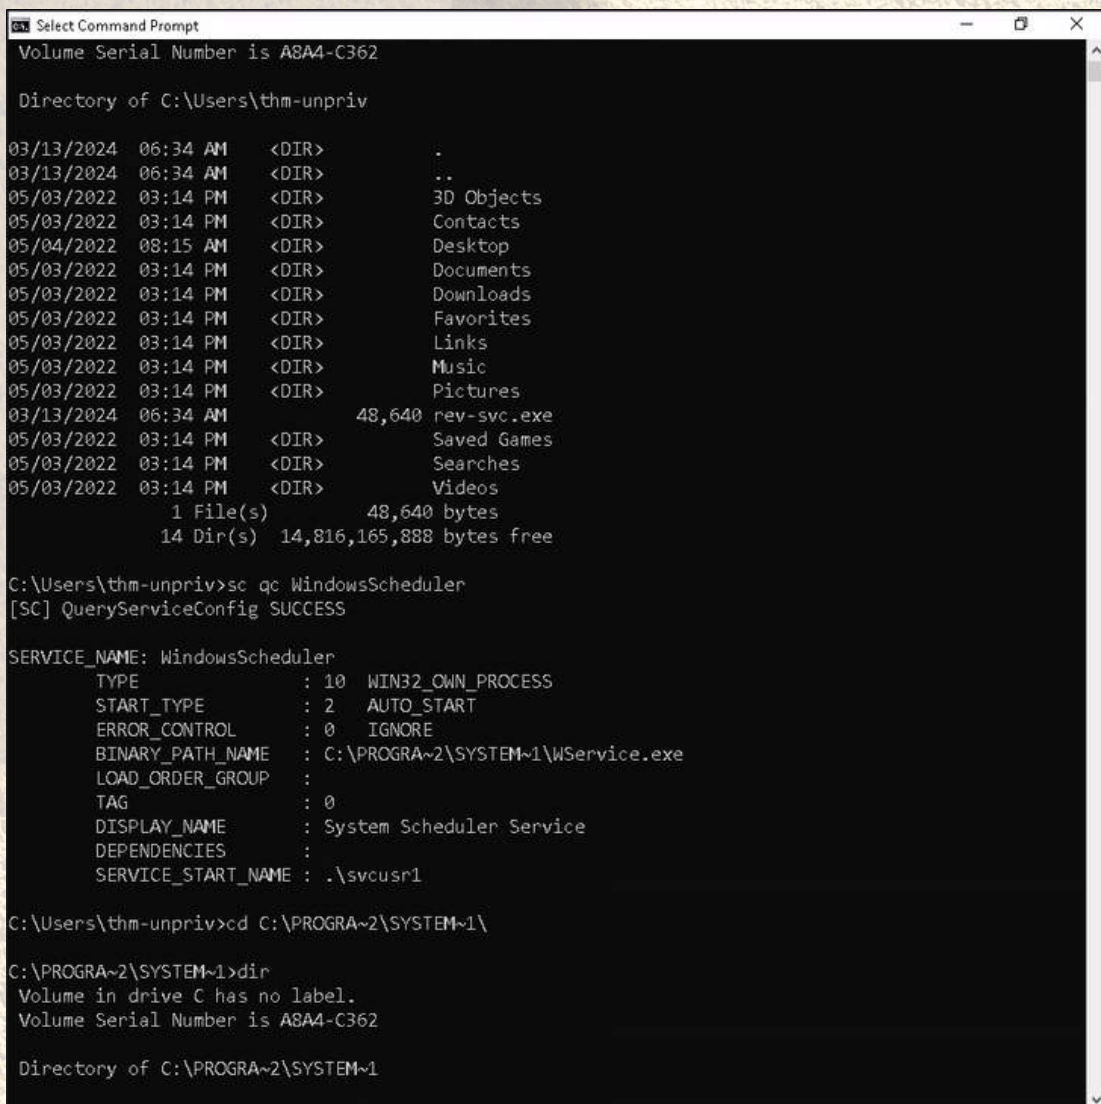 Select Command Prompt
Volume Serial Number is A8A4-C362
Directory of C:\Users\thm-unpriv
03/13/2024  06:34 AM    <DIR>          .
03/13/2024  06:34 AM    <DIR>          ..
05/03/2022  03:14 PM    <DIR>          3D Objects
05/03/2022  03:14 PM    <DIR>          Contacts
05/04/2022  08:15 AM    <DIR>          Desktop
05/03/2022  03:14 PM    <DIR>          Documents
05/03/2022  03:14 PM    <DIR>          Downloads
05/03/2022  03:14 PM    <DIR>          Favorites
05/03/2022  03:14 PM    <DIR>          Links
05/03/2022  03:14 PM    <DIR>          Music
05/03/2022  03:14 PM    <DIR>          Pictures
03/13/2024  06:34 AM            48,640 rev-svc.exe
05/03/2022  03:14 PM    <DIR>          Saved Games
05/03/2022  03:14 PM    <DIR>          Searches
05/03/2022  03:14 PM    <DIR>          Videos
1 File(s)         48,640 bytes
14 Dir(s)  14,816,165,888 bytes free
C:\Users\thm-unpriv>sc qc WindowsScheduler
[SC] QueryServiceConfig SUCCESS
SERVICE_NAME: WindowsScheduler
TYPE               : 10  WIN32_OWN_PROCESS
START_TYPE         : 2   AUTO_START
ERROR_CONTROL      : 0   IGNORE
BINARY_PATH_NAME   : C:\PROGRA~2\SYSTEM~1\WService.exe
LOAD_ORDER_GROUP   :
TAG                : 0
DISPLAY_NAME       : System Scheduler Service
DEPENDENCIES       :
SERVICE_START_NAME : .\svcusr1
C:\Users\thm-unpriv>cd C:\PROGRA~2\SYSTEM~1\
C:\PROGRA~2\SYSTEM~1>dir
Volume in drive C has no label.
Volume Serial Number is A8A4-C362
Directory of C:\PROGRA~2\SYSTEM~1